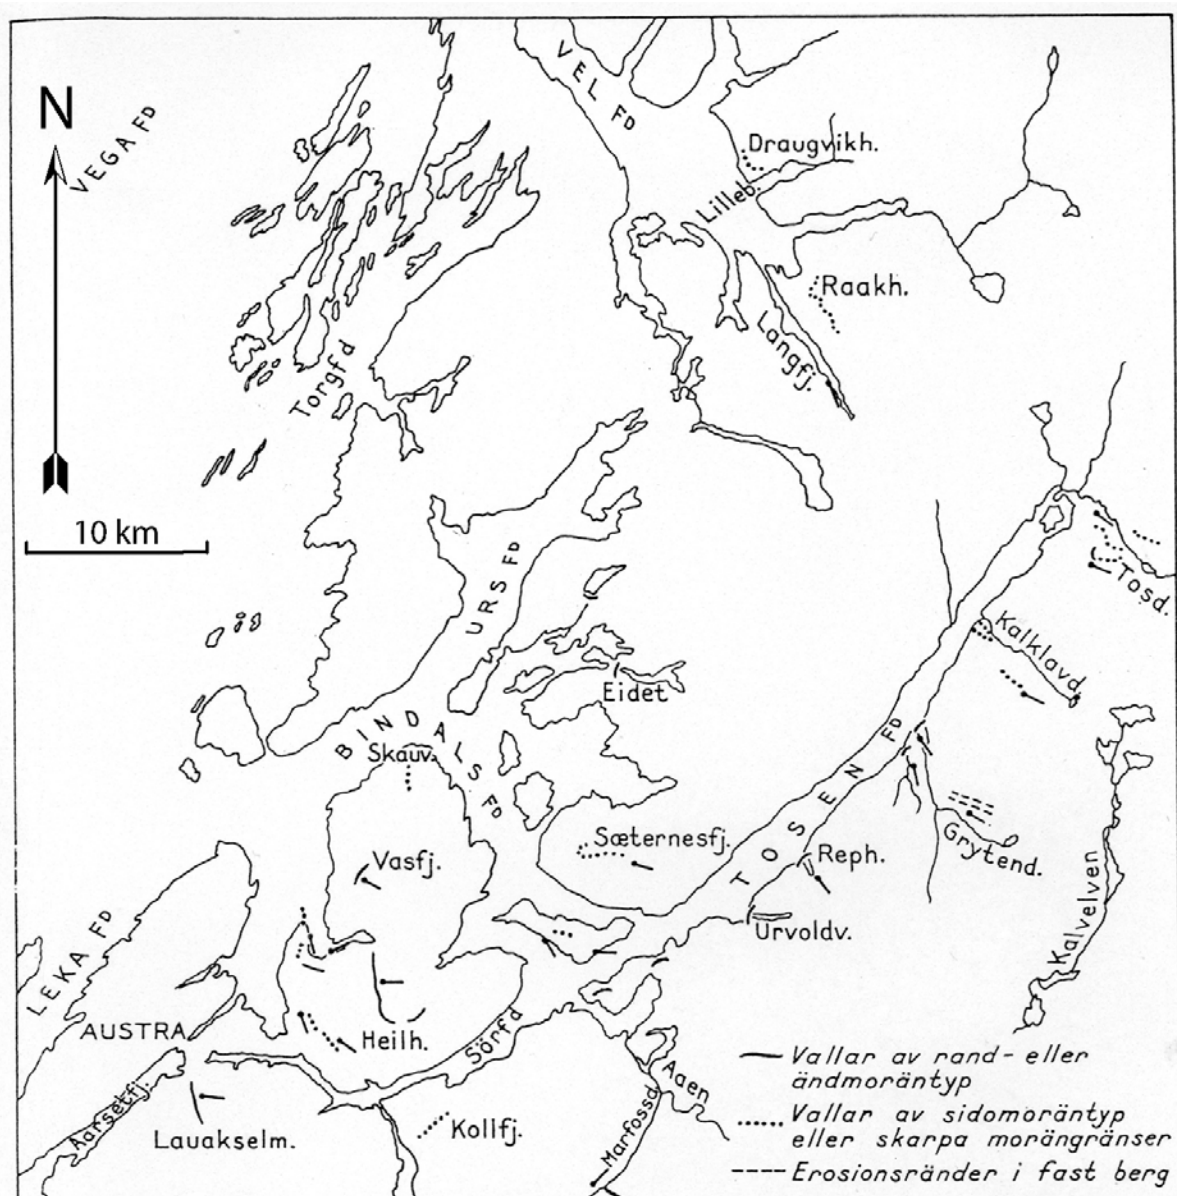 VEL FD
N
VEGA FD
Draugvikh.
Lilleb.
Raakh.
Langfj.
Torgfd
10 km
URS FD
Tosd.
Kalklavd.
Eidet
BINDALS FD
Skauv.
TOSEN FD
Sæternesfj.
Grytend.
Vasfj.
Reph.
Urvoldv.
Kalvelven
LEKA FD
AUSTRA
Heilh.
Sörfd
Aarsetfj.
Aaen
Lauakselm.
Kollfj.
Marfossd.
Vallar av rand- eller
ändmoräntyp
Vallar av sidomoräntyp
eller skarpa morängränser
Erosionsränder i fast berg